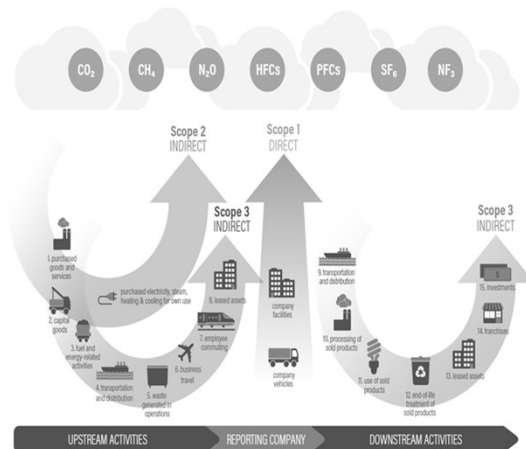 CO₂ CH₄ N₂O HFCs PFCs SF₆ NF₃
Scope 2
INDIRECT
Scope 1
DIRECT
Scope 3
INDIRECT
Scope 3
INDIRECT
1. purchased
goods and
services
2. capital
goods
3. fuel and
energy-related
activities
purchased electricity, steam,
heating & cooling for own use
4. transportation
and distribution
5. waste
generated in
operations
6. business
travel
7. employee
commuting
8. leased assets
company
facilities
company
vehicles
9. transportation
and distribution
10. processing of
sold products
11. use of sold
products
12. end-of-life
treatment of
sold products
13. leased assets
14. franchises
$
15. investments
UPSTREAM ACTIVITIES
REPORTING COMPANY
DOWNSTREAM ACTIVITIES